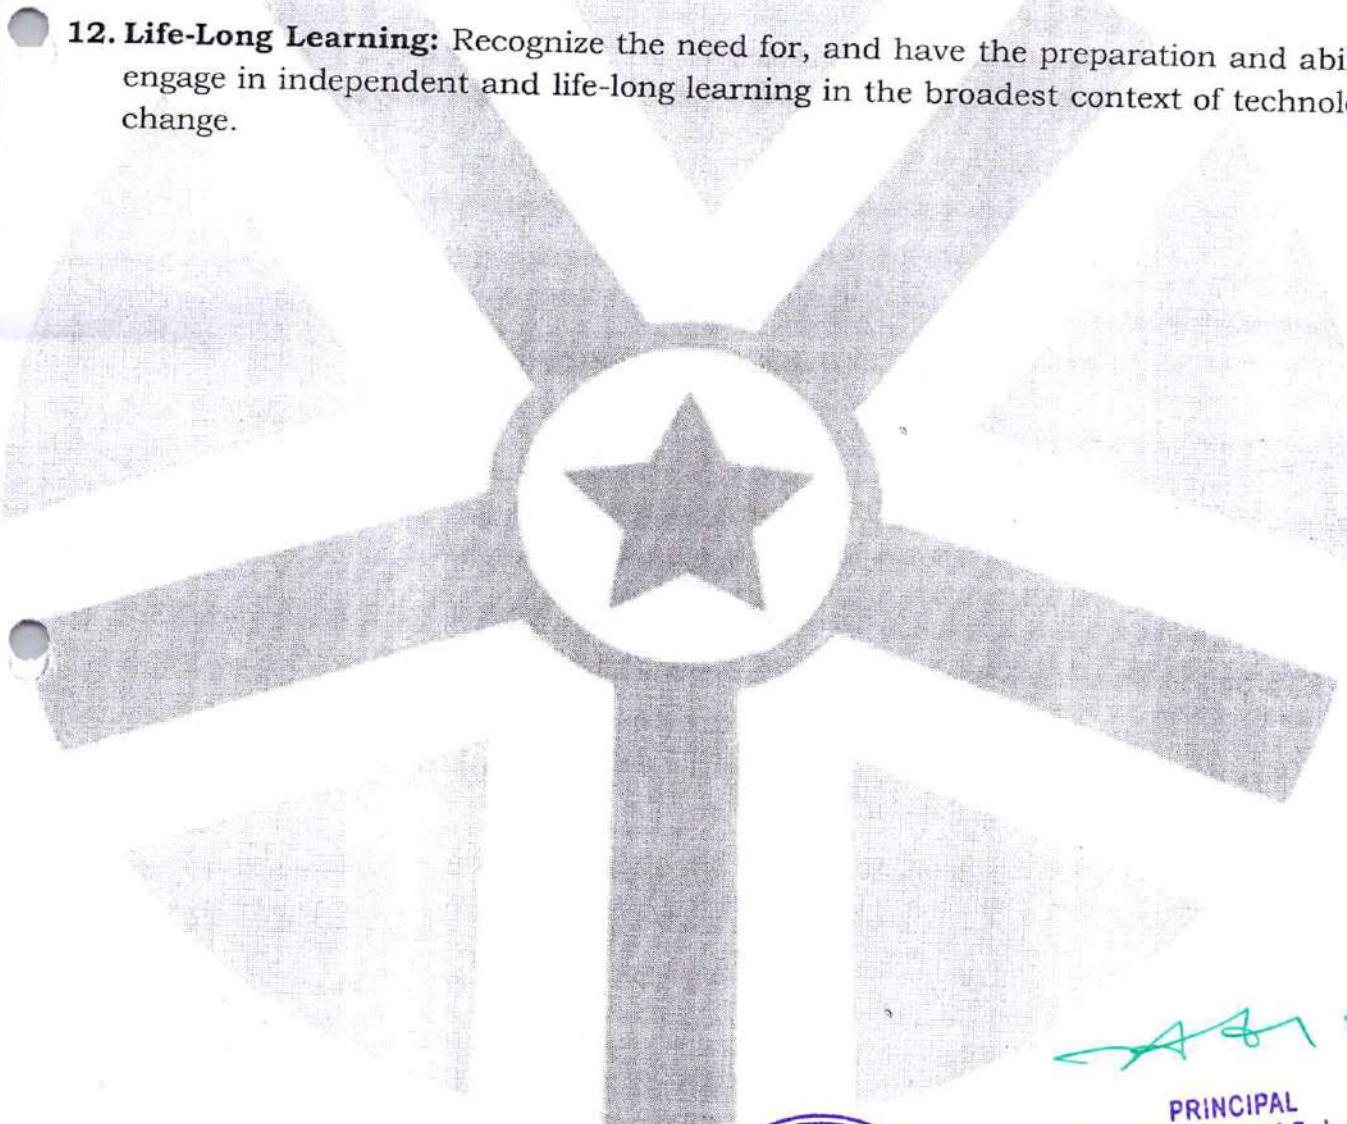 12. Life-Long Learning: Recognize the need for, and have the preparation and abi
engage in independent and life-long learning in the broadest context of technol
change.
PRINCIPAL